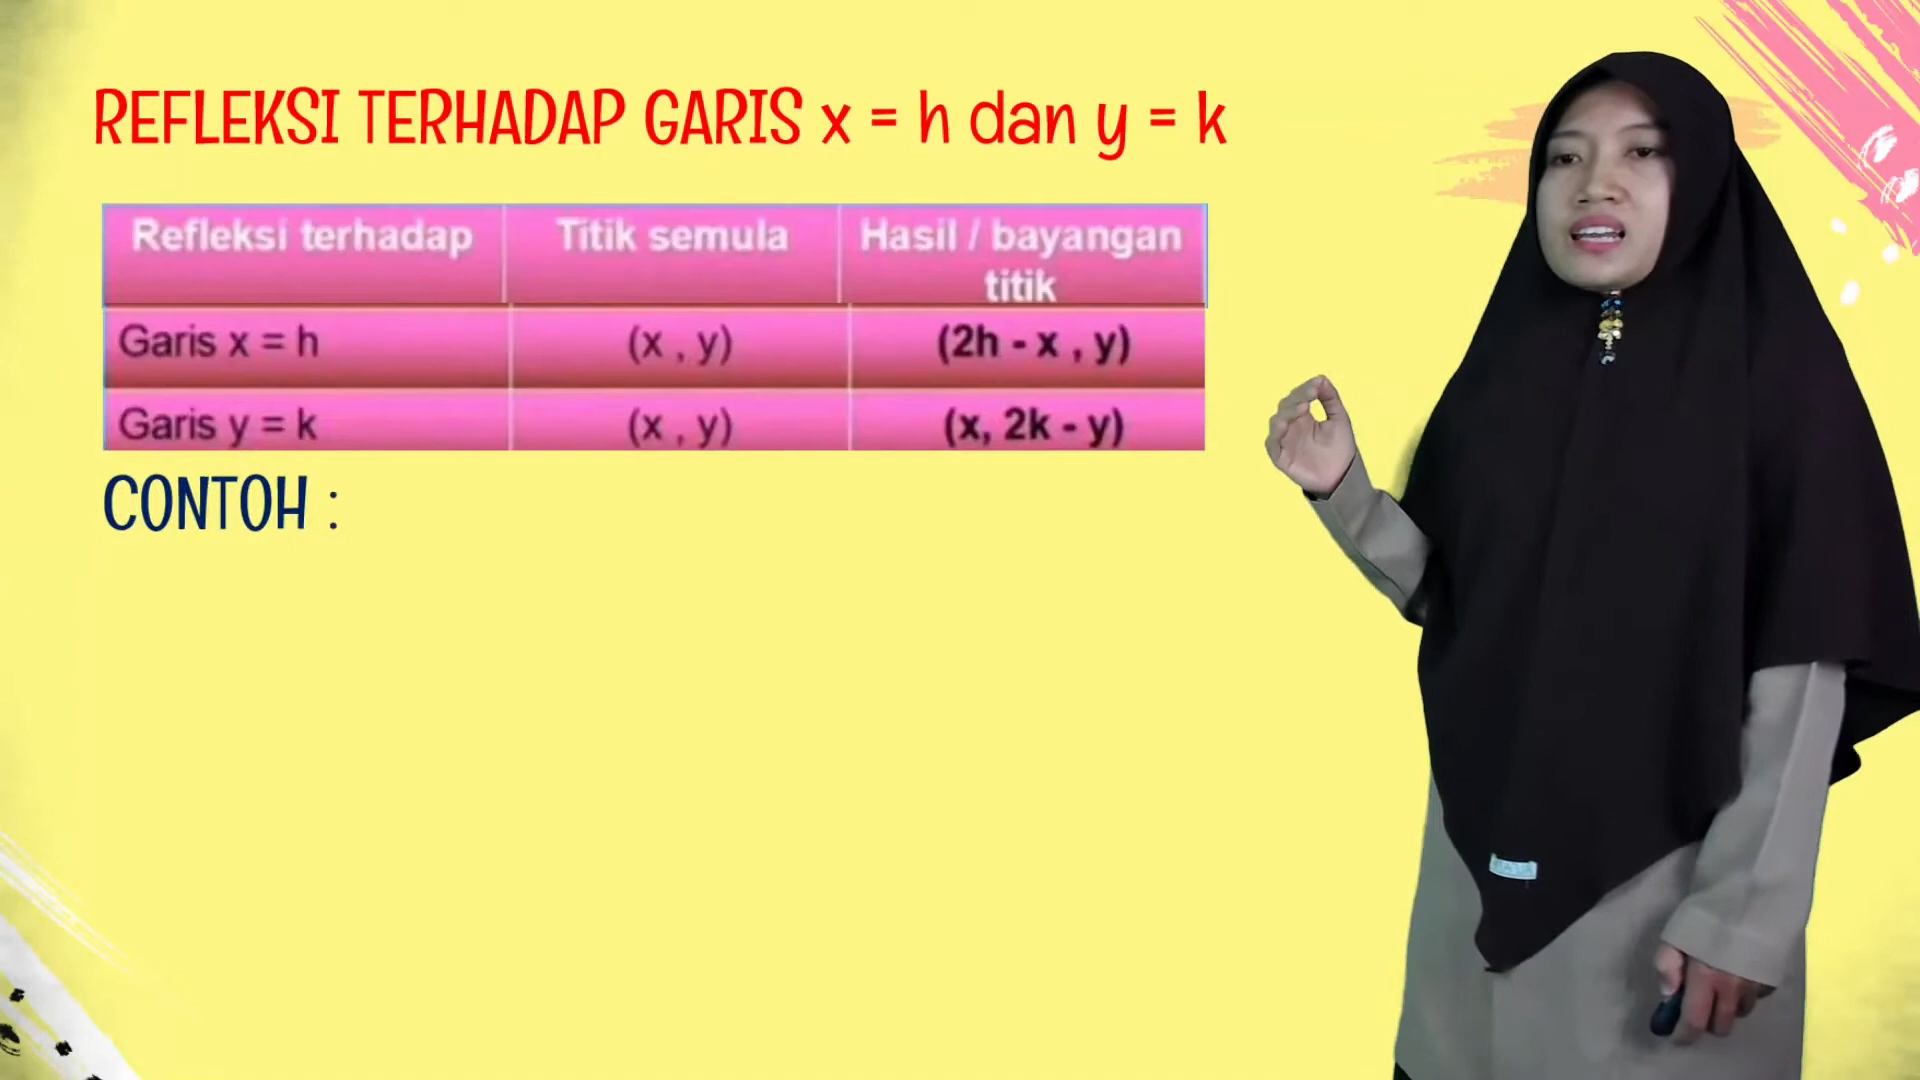 REFLEKSI TERHADAP GARIS x = h dan y = k
Refleksi terhadap Titik semula Hasil / bayangan
titik
Garis x = h (x , y) (2h - x , y)
Garis y = k (x , y) (x, 2k - y)
CONTOH :